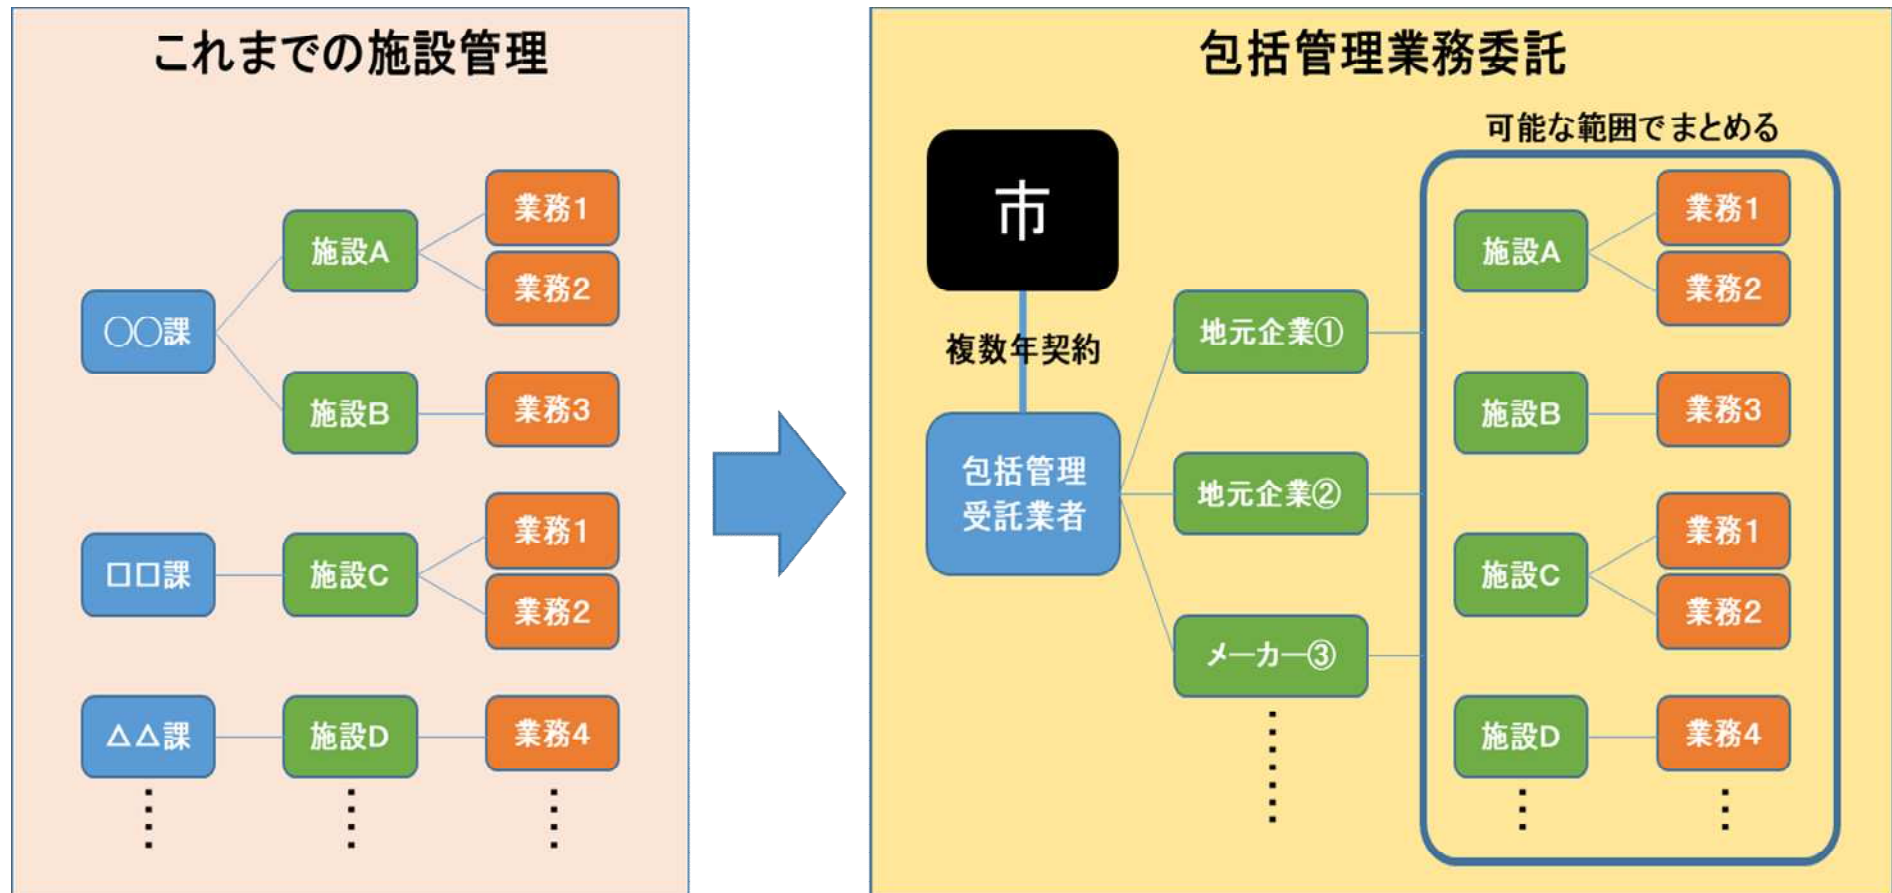 これまでの施設管理
〇〇課
施設A
業務1
業務2
施設B
業務3
□□課
施設C
業務1
業務2
△△課
施設D
業務4
包括管理業務委託
市
複数年契約
包括管理
受託業者
地元企業①
地元企業②
メーカー③
可能な範囲でまとめる
施設A
業務1
業務2
施設B
業務3
施設C
業務1
業務2
施設D
業務4